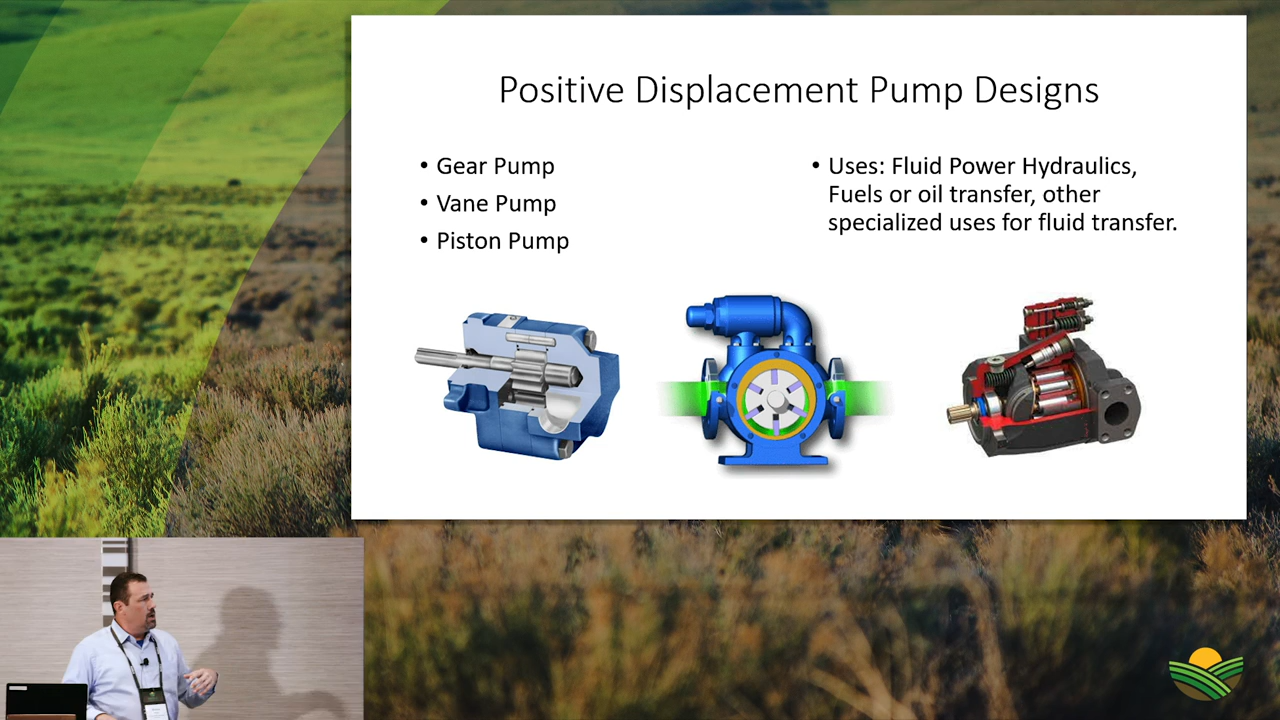 Positive Displacement Pump Designs
• Gear Pump
• Vane Pump
• Piston Pump
• Uses: Fluid Power Hydraulics,
Fuels or oil transfer, other
specialized uses for fluid transfer.